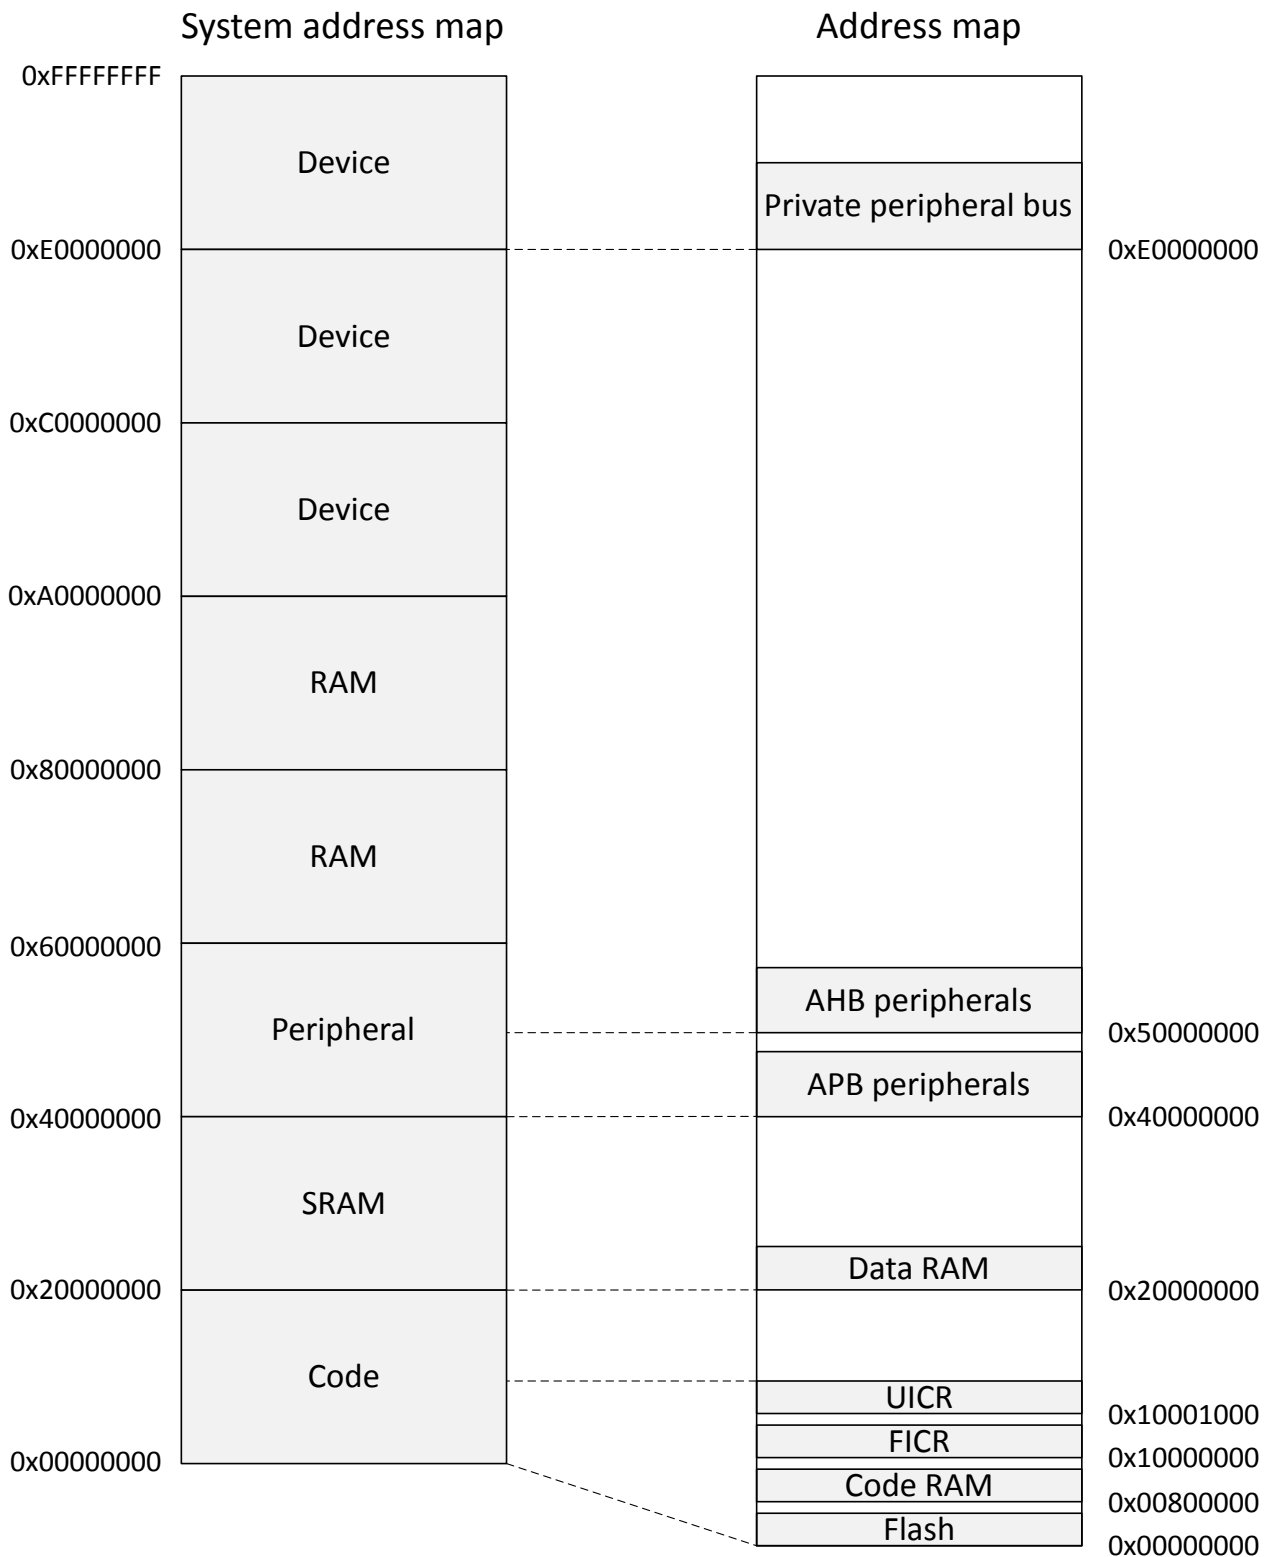 System address map
0xFFFFFFFF
Device
0xE0000000
Device
0xC0000000
Device
0xA0000000
RAM
0x80000000
RAM
0x60000000
Peripheral
0x40000000
SRAM
0x20000000
Code
0x00000000
Address map
Private peripheral bus
0xE0000000
AHB peripherals
0x50000000
APB peripherals
0x40000000
Data RAM
0x20000000
UICR
0x10001000
FICR
0x10000000
Code RAM
0x00800000
Flash
0x00000000